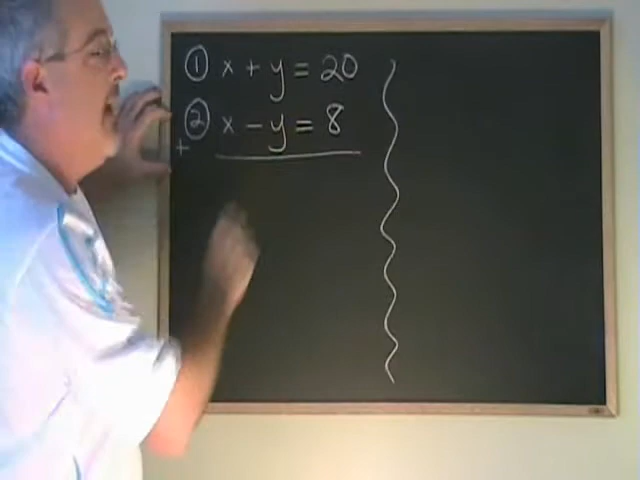 ① x + y = 20
② x - y = 8
+